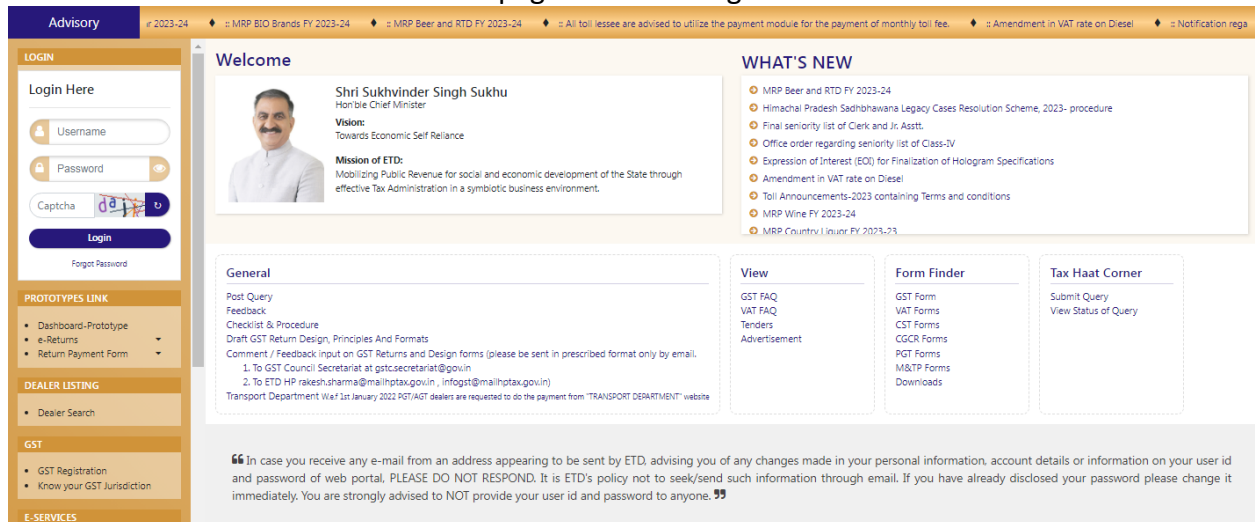 Advisory
2023-24 :: MRP BIO Brands FY 2023-24 :: MRP Beer and RTD FY 2023-24 :: All toll lessee are advised to utilize the payment module for the payment of monthly toll fee. :: Amendment in VAT rate on Diesel :: Notification rega
LOGIN
Login Here
Username
Password
Captcha
Login
Forgot Password
PROTOTYPES LINK
Dashboard-Prototype
e-Returns
Return Payment Form
DEALER LISTING
Dealer Search
GST
GST Registration
Know your GST Jurisdiction
E-SERVICES
Welcome
Shri Sukhvinder Singh Sukhu
Hon'ble Chief Minister
Vision:
Towards Economic Self Reliance
Mission of ETD:
Mobilizing Public Revenue for social and economic development of the State through
effective Tax Administration in a symbiotic business environment.
WHAT'S NEW
MRP Beer and RTD FY 2023-24
Himachal Pradesh Sadhbhawana Legacy Cases Resolution Scheme, 2023- procedure
Final seniority list of Clerk and Jr. Asstt.
Office order regarding seniority list of Class-IV
Expression of Interest (EOI) for Finalization of Hologram Specifications
Amendment in VAT rate on Diesel
Toll Announcements-2023 containing Terms and conditions
MRP Wine FY 2023-24
MRP Country Liquor FY 2023-23
General
Post Query
Feedback
Checklist & Procedure
Draft GST Return Design, Principles And Formats
Comment / Feedback input on GST Returns and Design forms (please be sent in prescribed format only by email.
1. To GST Council Secretariat at gstc.secretariat@gov.in
2. To ETD HP rakesh.sharma@mailhptax.gov.in , infogst@mailhptax.gov.in)
Transport Department W.e.f 1st January 2022 PGT/AGT dealers are requested to do the payment from "TRANSPORT DEPARTMENT" website
View
GST FAQ
VAT FAQ
Tenders
Advertisement
Form Finder
GST Form
VAT Forms
CST Forms
CGCR Forms
PGT Forms
M&TP Forms
Downloads
Tax Haat Corner
Submit Query
View Status of Query
❝ In case you receive any e-mail from an address appearing to be sent by ETD, advising you of any changes made in your personal information, account details or information on your user id
and password of web portal, PLEASE DO NOT RESPOND. It is ETD's policy not to seek/send such information through email. If you have already disclosed your password please change it
immediately. You are strongly advised to NOT provide your user id and password to anyone. ❞